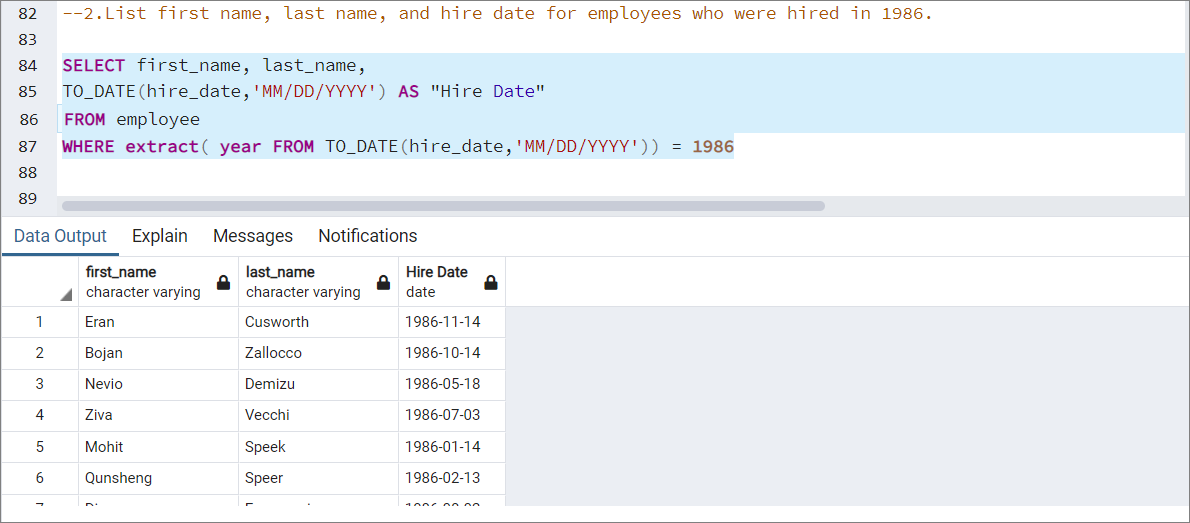 82 --2.List first name, last name, and hire date for employees who were hired in 1986.
83
84 SELECT first_name, last_name,
85 TO_DATE(hire_date,'MM/DD/YYYY') AS "Hire Date"
86 FROM employee
87 WHERE extract( year FROM TO_DATE(hire_date,'MM/DD/YYYY')) = 1986
88
89
Data Output Explain Messages Notifications
first_name last_name Hire Date
character varying character varying date
1 Eran Cusworth 1986-11-14
2 Bojan Zallocco 1986-10-14
3 Nevio Demizu 1986-05-18
4 Ziva Vecchi 1986-07-03
5 Mohit Speek 1986-01-14
6 Qunsheng Speer 1986-02-13